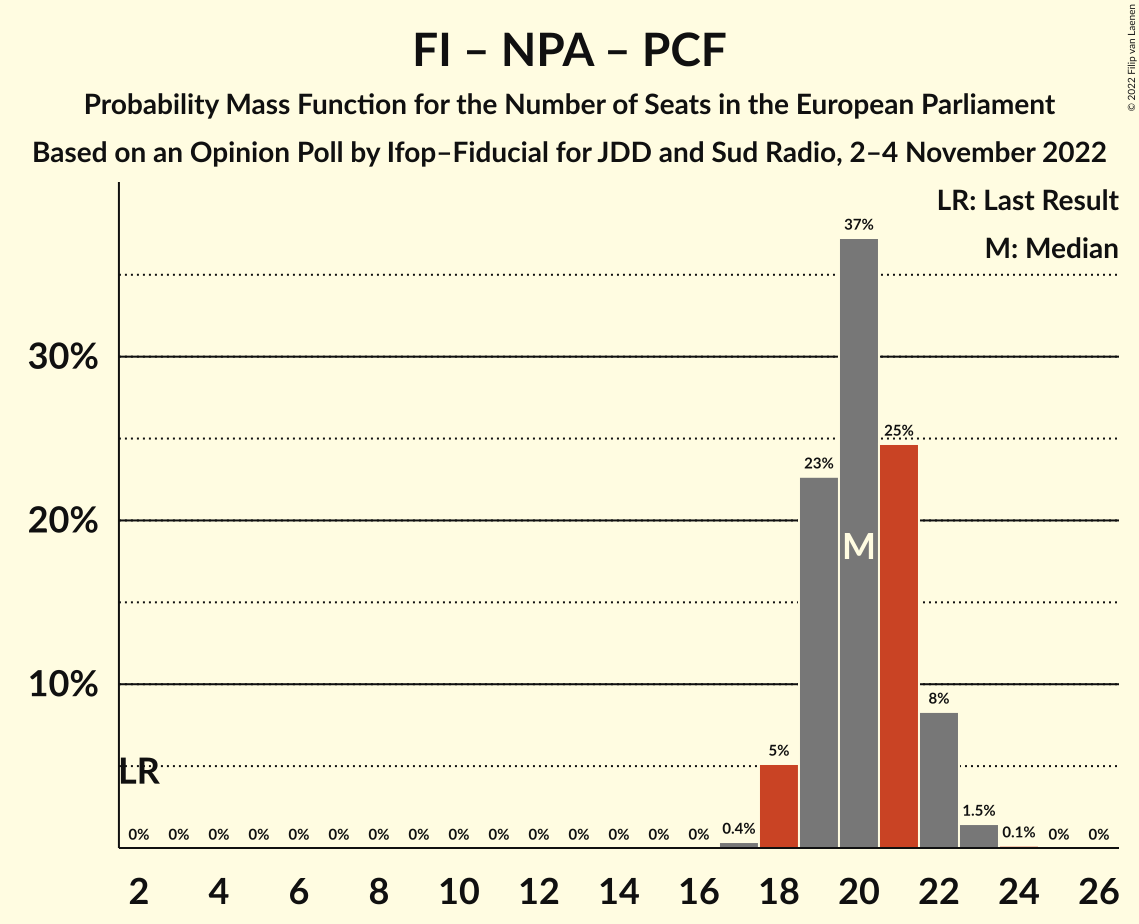 FI – NPA – PCF
Probability Mass Function for the Number of Seats in the European Parliament
Based on an Opinion Poll by Ifop–Fiducial for JDD and Sud Radio, 2–4 November 2022
© 2022 Filip van Laenen
LR: Last Result
M: Median
37%
30%
25%
23%
20%
M
10%
8%
5%
LR
1.5%
0% 0% 0% 0% 0% 0% 0% 0% 0% 0% 0% 0% 0% 0% 0% 0.4% 0.1% 0% 0%
2 4 6 8 10 12 14 16 18 20 22 24 26